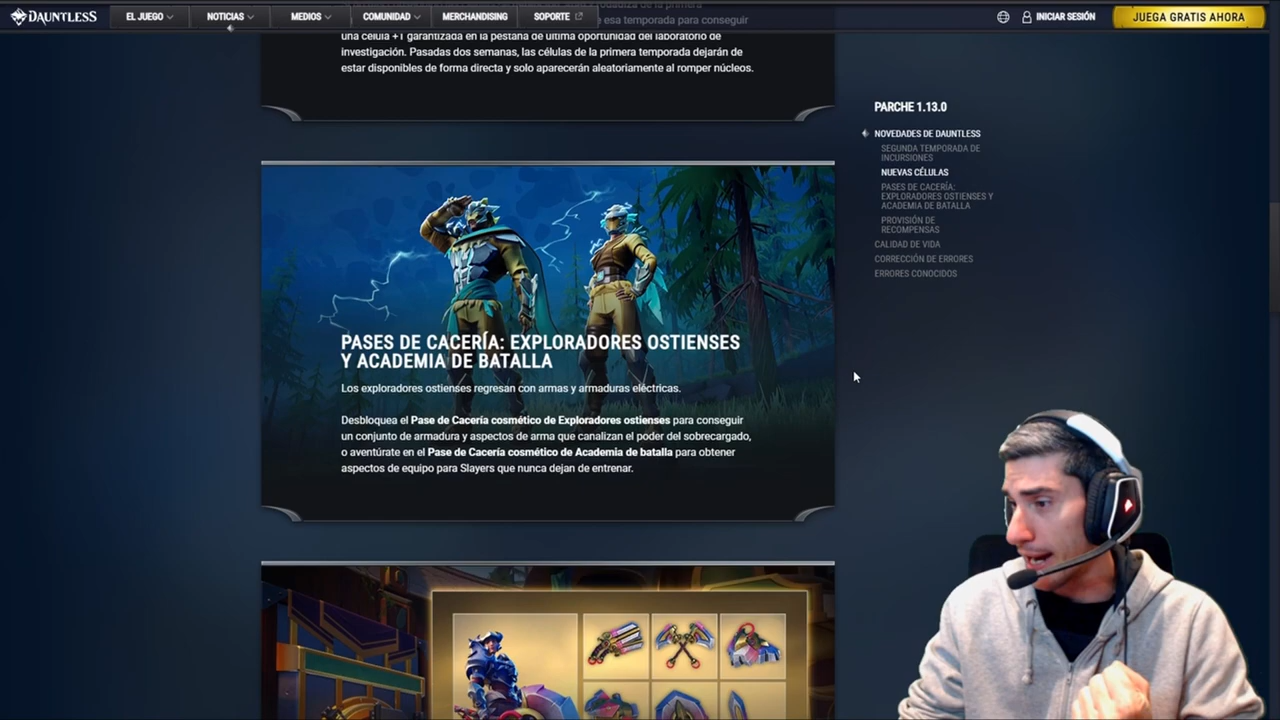 DAUNTLESS
EL JUEGO
NOTICIAS
MEDIOS
COMUNIDAD
MERCHANDISING
SOPORTE
INICIAR SESIÓN
JUEGA GRATIS AHORA
de la primera
e esa temporada para conseguir
una célula +1 garantizada en la pestaña de última oportunidad del laboratorio de
investigación. Pasadas dos semanas, las células de la primera temporada dejarán de
estar disponibles de forma directa y solo aparecerán aleatoriamente al romper núcleos.
PASES DE CACERÍA: EXPLORADORES OSTIENSES
Y ACADEMIA DE BATALLA
Los exploradores ostienses regresan con armas y armaduras eléctricas.
Desbloquea el Pase de Cacería cosmético de Exploradores ostienses para conseguir
un conjunto de armadura y aspectos de arma que canalizan el poder del sobrecargado,
o aventúrate en el Pase de Cacería cosmético de Academia de batalla para obtener
aspectos de equipo para Slayers que nunca dejan de entrenar.
PARCHE 1.13.0
NOVEDADES DE DAUNTLESS
SEGUNDA TEMPORADA DE
INCURSIONES
NUEVAS CÉLULAS
PASES DE CACERÍA:
EXPLORADORES OSTIENSES Y
ACADEMIA DE BATALLA
PROVISIÓN DE
RECOMPENSAS
CALIDAD DE VIDA
CORRECCIÓN DE ERRORES
ERRORES CONOCIDOS